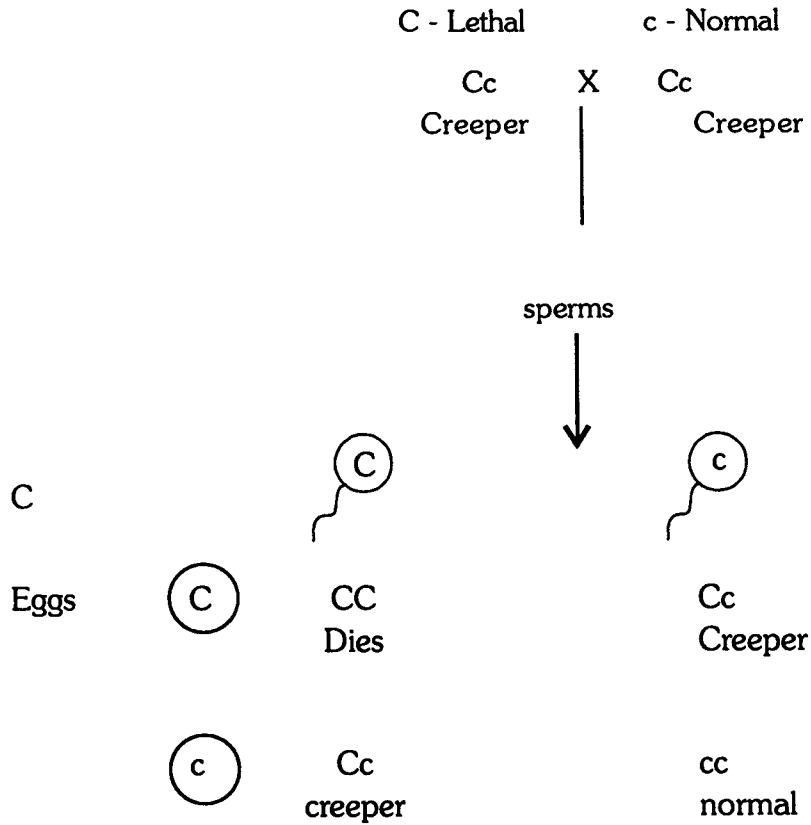 C - Lethal c - Normal
Cc X Cc
Creeper Creeper
sperms
C c
C
Eggs C CC Cc
Dies Creeper
c Cc cc
creeper normal